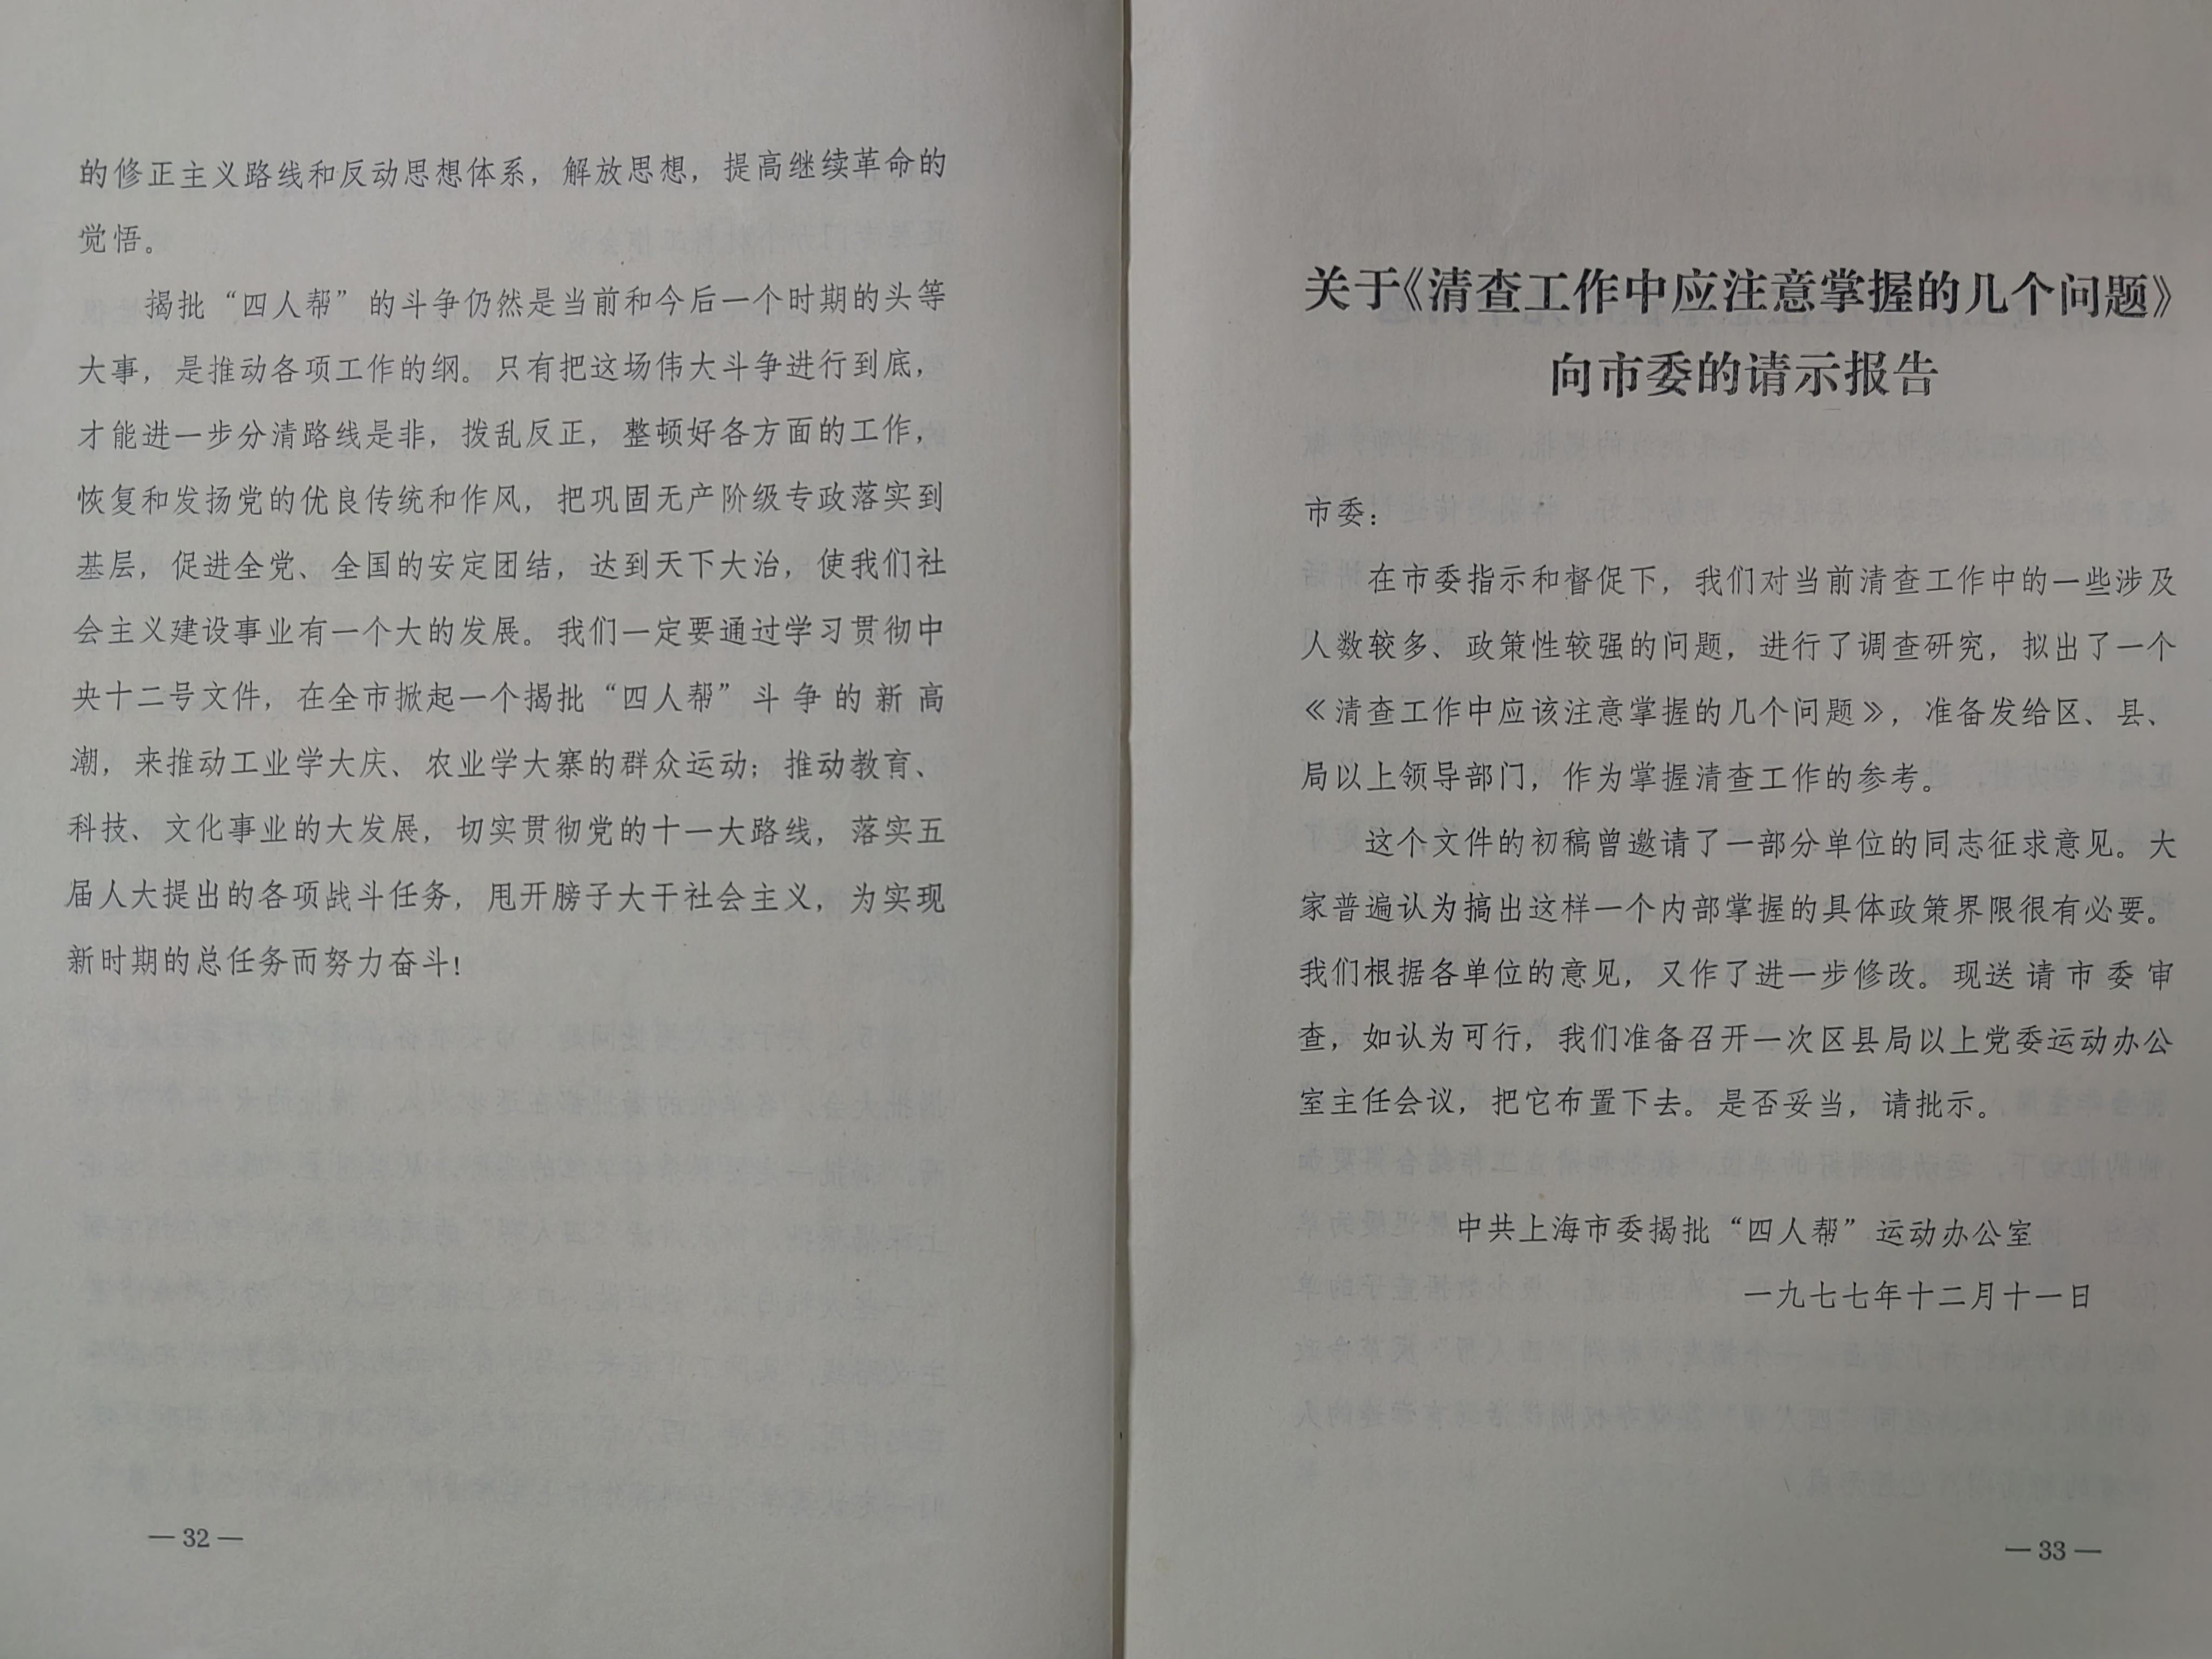 的修正主义路线和反动思想体系，解放思想，提高继续革命的
觉悟。
揭批“四人帮”的斗争仍然是当前和今后一个时期的头等
大事，是推动各项工作的纲。只有把这场伟大斗争进行到底，
才能进一步分清路线是非，拨乱反正，整顿好各方面的工作，
恢复和发扬党的优良传统和作风，把巩固无产阶级专政落实到
基层，促进全党、全国的安定团结，达到天下大治，使我们社
会主义建设事业有一个大的发展。我们一定要通过学习贯彻中
央十二号文件，在全市掀起一个揭批“四人帮”斗争的新高
潮，来推动工业学大庆、农业学大寨的群众运动；推动教育、
科技、文化事业的大发展，切实贯彻党的十一大路线，落实五
届人大提出的各项战斗任务，甩开膀子大干社会主义，为实现
新时期的总任务而努力奋斗！
— 32 —
关于《清查工作中应注意掌握的几个问题》
向市委的请示报告
市委：
在市委指示和督促下，我们对当前清查工作中的一些涉及
人数较多、政策性较强的问题，进行了调查研究，拟出了一个
《清查工作中应该注意掌握的几个问题》，准备发给区、县、
局以上领导部门，作为掌握清查工作的参考。
这个文件的初稿曾邀请了一部分单位的同志征求意见。大
家普遍认为搞出这样一个内部掌握的具体政策界限很有必要。
我们根据各单位的意见，又作了进一步修改。现送请市委审
查，如认为可行，我们准备召开一次区县局以上党委运动办公
室主任会议，把它布置下去。是否妥当，请批示。
中共上海市委揭批“四人帮”运动办公室
一九七七年十二月十一日
— 33 —